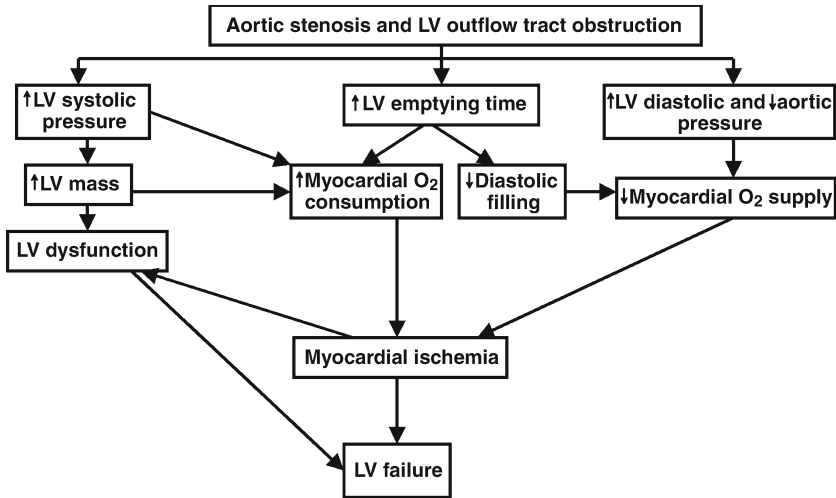 Aortic stenosis and LV outflow tract obstruction
↑LV systolic
pressure
↑LV emptying time
↑LV diastolic and ↓aortic
pressure
↑LV mass
↑Myocardial O₂
consumption
↓Diastolic
filling
↓Myocardial O₂ supply
LV dysfunction
Myocardial ischemia
LV failure